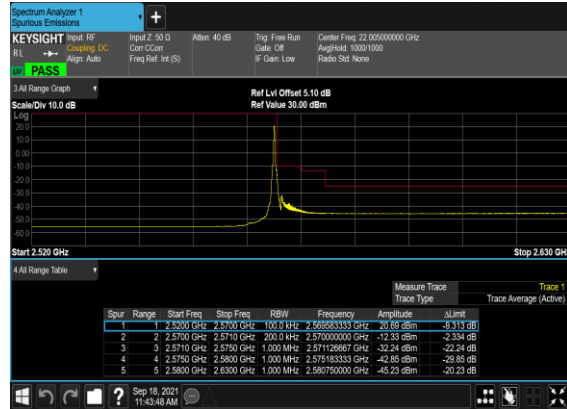 Spectrum Analyzer 1
Spurious Emissions
KEYSIGHT Input: RF Input Z: 50 Ω Atten: 40 dB Trig: Free Run Center Freq: 22.005000000 GHz
RL Coupling: DC Corr CCorr Gate: Off Avg|Hold: 1000/1000
Align: Auto Freq Ref: Int (S) IF Gain: Low Radio Std: None
PASS
3 All Range Graph
Ref Lvl Offset 5.10 dB
Scale/Div 10.0 dB Ref Value 30.00 dBm
Log
20.0
10.0
0.00
-10.0
-20.0
-30.0
-40.0
-50.0
-60.0
Start 2.520 GHz Stop 2.630 GH
4 All Range Table
Measure Trace Trace 1
Trace Type Trace Average (Active)
Spur Range Start Freq Stop Freq RBW Frequency Amplitude ΔLimit
1 1 2.5200 GHz 2.5700 GHz 100.0 kHz 2.569583333 GHz 20.69 dBm -9.313 dB
2 2 2.5700 GHz 2.5710 GHz 200.0 kHz 2.570000000 GHz -12.33 dBm -2.334 dB
3 3 2.5710 GHz 2.5750 GHz 1.000 MHz 2.571126667 GHz -32.24 dBm -22.24 dB
4 4 2.5750 GHz 2.5800 GHz 1.000 MHz 2.575183333 GHz -42.85 dBm -29.85 dB
5 5 2.5800 GHz 2.6300 GHz 1.000 MHz 2.580750000 GHz -45.23 dBm -20.23 dB
Sep 18, 2021
11:43:48 AM